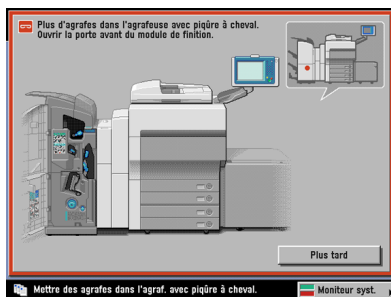 Plus d'agrafes dans l'agrafeuse avec piqûre à cheval.
Ouvrir la porte avant du module de finition.
Plus tard
Mettre des agrafes dans l'agraf. avec piqûre à cheval.
Moniteur syst.